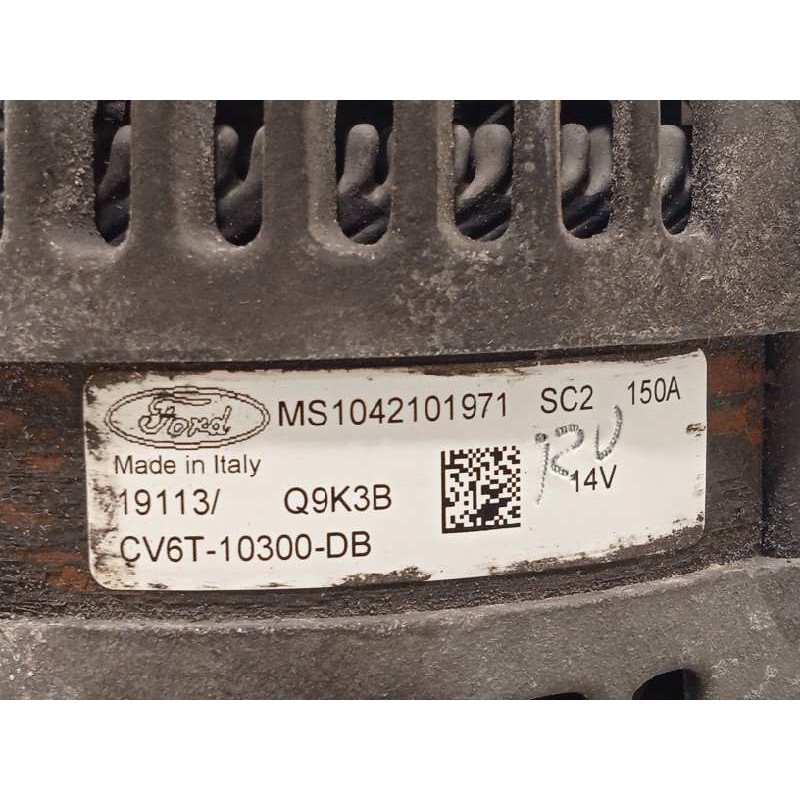 Ford MS1042101971 SC2 150A
Made in Italy
19113/ Q9K3B 14V
CV6T-10300-DB